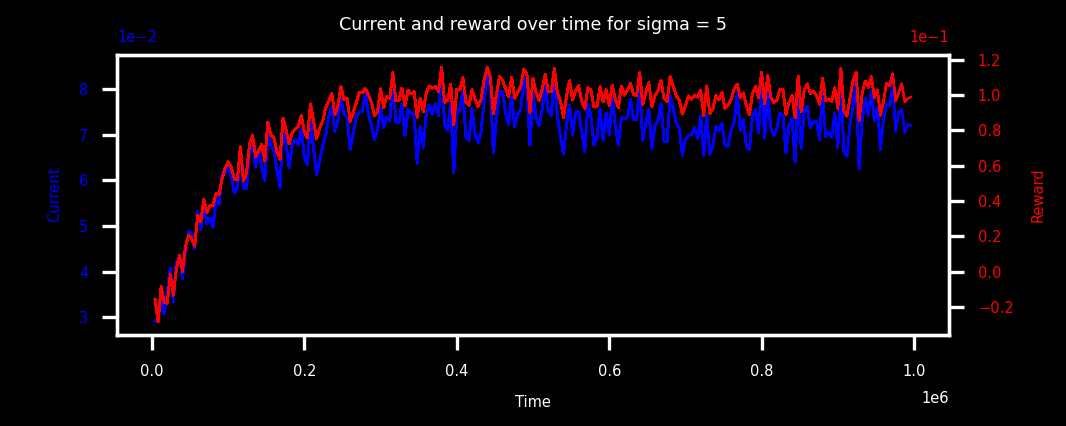 Current and reward over time for sigma = 5
1e−2
1e−1
8
7
6
5
4
3
Current
1.2
1.0
0.8
0.6
0.4
0.2
0.0
−0.2
Reward
0.0 0.2 0.4 0.6 0.8 1.0
1e6
Time